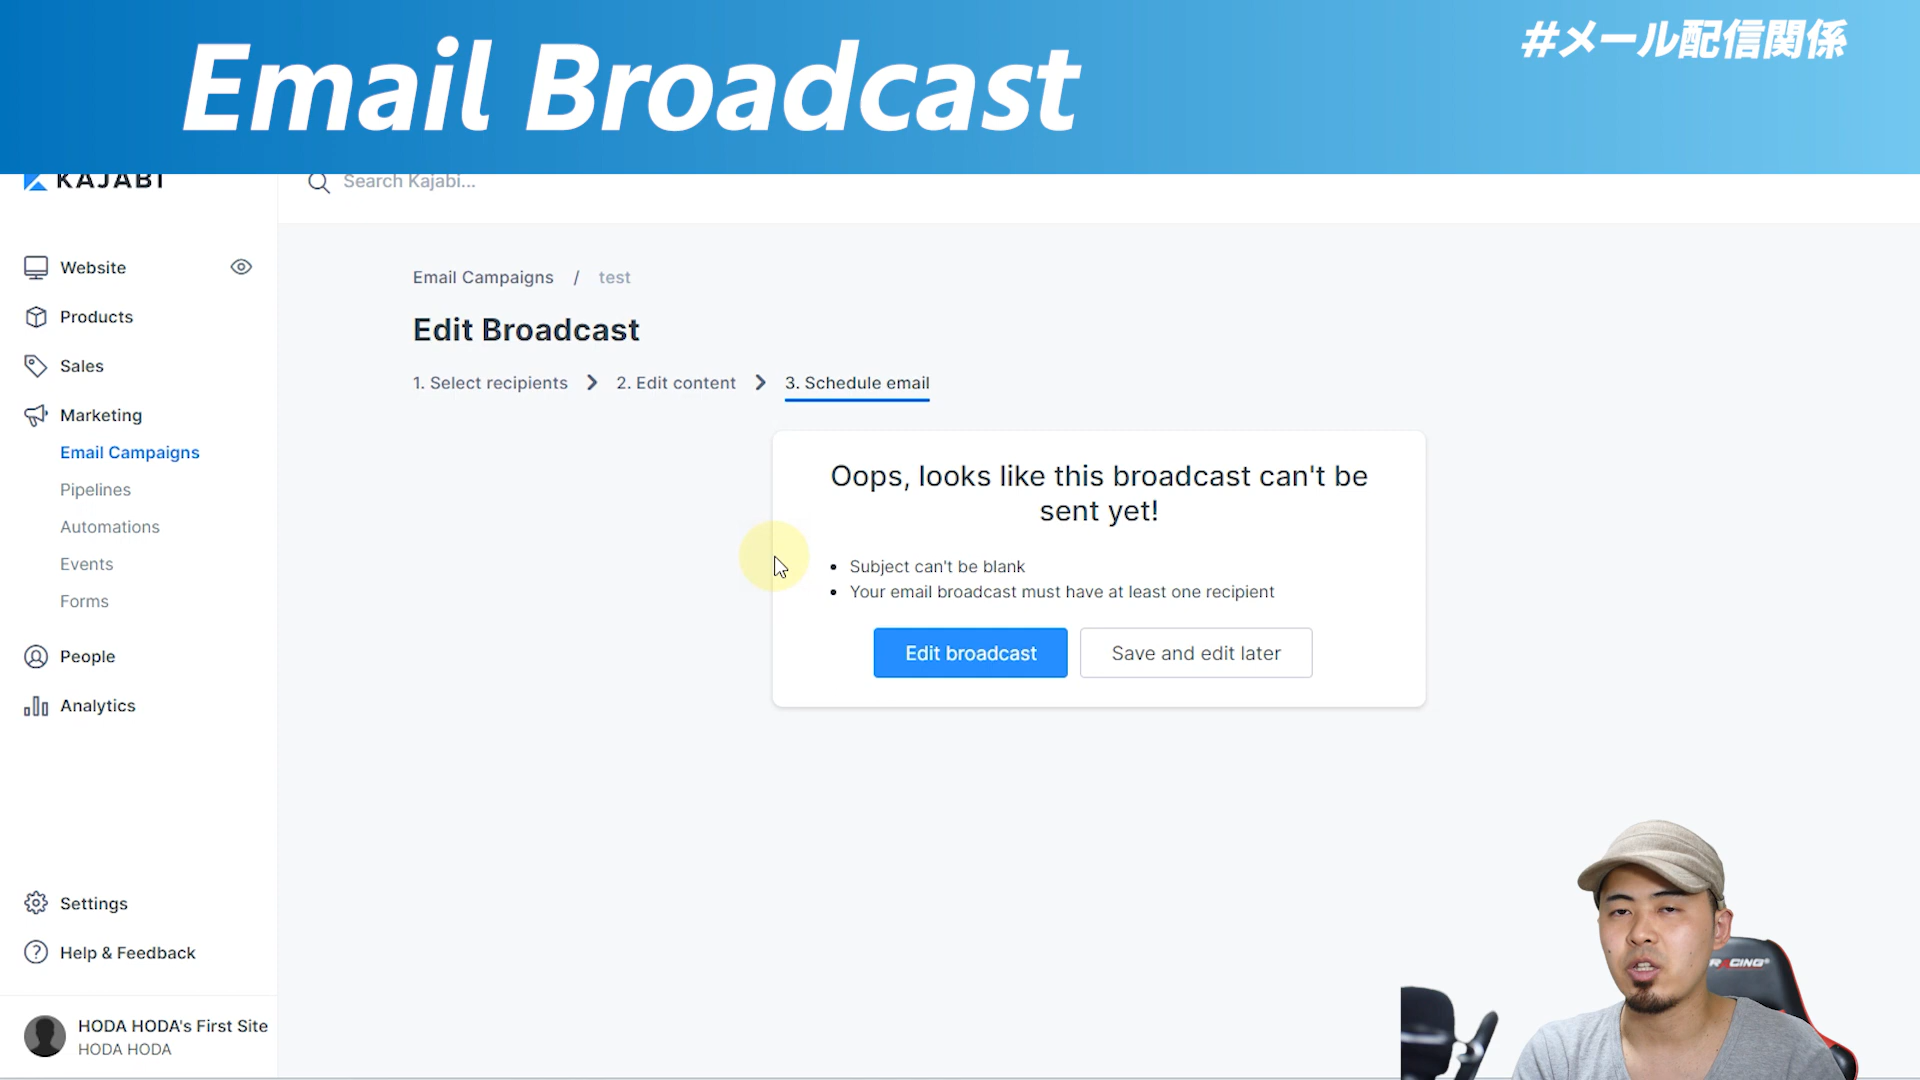 Email Broadcast
#メール配信関係
KAJABI
Search Kajabi...
Website
Products
Sales
Marketing
Email Campaigns
Pipelines
Automations
Events
Forms
People
Analytics
Settings
Help & Feedback
HODA HODA's First Site
HODA HODA
Email Campaigns / test
Edit Broadcast
1. Select recipients > 2. Edit content > 3. Schedule email
Oops, looks like this broadcast can't be
sent yet!
• Subject can't be blank
• Your email broadcast must have at least one recipient
Edit broadcast
Save and edit later
RACING